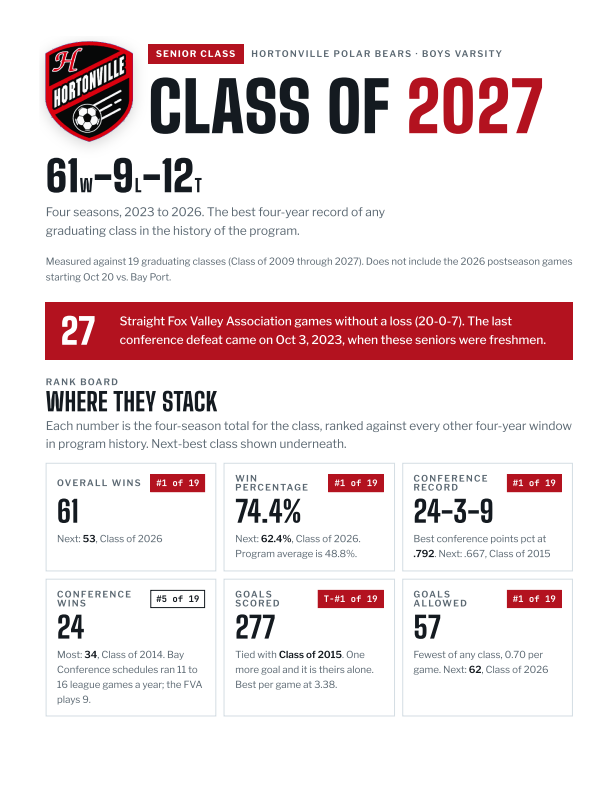 H
HORTONVILLE
SENIOR CLASS HORTONVILLE POLAR BEARS · BOYS VARSITY
CLASS OF 2027
61W–9L–12T
Four seasons, 2023 to 2026. The best four-year record of any
graduating class in the history of the program.
Measured against 19 graduating classes (Class of 2009 through 2027). Does not include the 2026 postseason games
starting Oct 20 vs. Bay Port.
27
Straight Fox Valley Association games without a loss (20-0-7). The last
conference defeat came on Oct 3, 2023, when these seniors were freshmen.
RANK BOARD
WHERE THEY STACK
Each number is the four-season total for the class, ranked against every other four-year window
in program history. Next-best class shown underneath.
OVERALL WINS #1 of 19
61
Next: 53, Class of 2026
WIN
PERCENTAGE #1 of 19
74.4%
Next: 62.4%, Class of 2026.
Program average is 48.8%.
CONFERENCE
RECORD #1 of 19
24–3–9
Best conference points pct at
.792. Next: .667, Class of 2015
CONFERENCE
WINS #5 of 19
24
Most: 34, Class of 2014. Bay
Conference schedules ran 11 to
16 league games a year; the FVA
plays 9.
GOALS
SCORED T-#1 of 19
277
Tied with Class of 2015. One
more goal and it is theirs alone.
Best per game at 3.38.
GOALS
ALLOWED #1 of 19
57
Fewest of any class, 0.70 per
game. Next: 62, Class of 2026